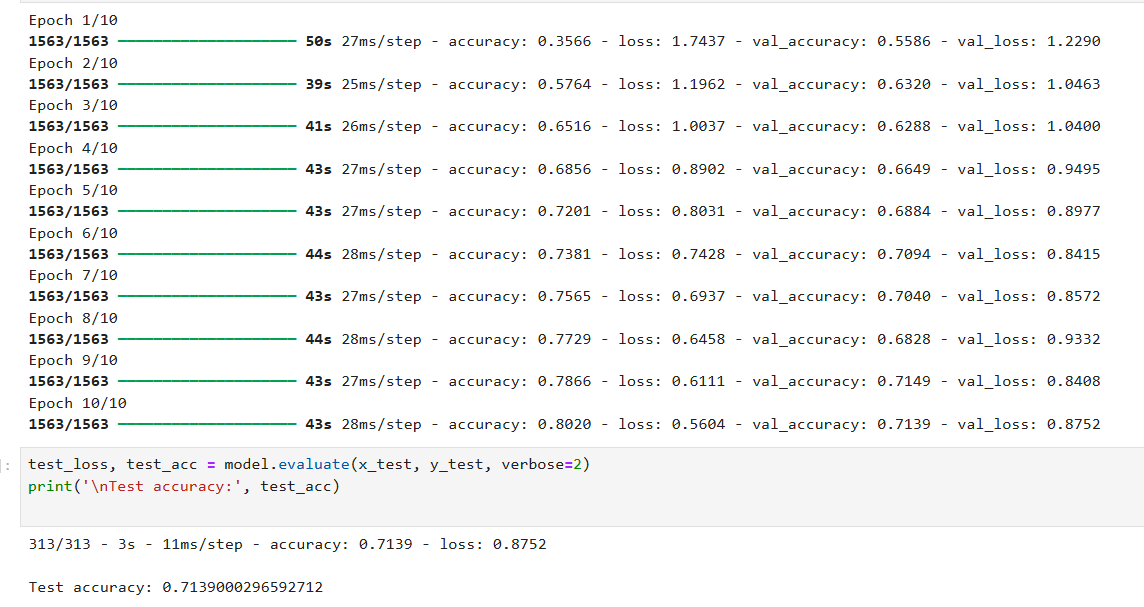 Epoch 1/10
1563/1563 ━━━━━━━━━━━━━━━━━━━━ 50s 27ms/step - accuracy: 0.3566 - loss: 1.7437 - val_accuracy: 0.5586 - val_loss: 1.2290
Epoch 2/10
1563/1563 ━━━━━━━━━━━━━━━━━━━━ 39s 25ms/step - accuracy: 0.5764 - loss: 1.1962 - val_accuracy: 0.6320 - val_loss: 1.0463
Epoch 3/10
1563/1563 ━━━━━━━━━━━━━━━━━━━━ 41s 26ms/step - accuracy: 0.6516 - loss: 1.0037 - val_accuracy: 0.6288 - val_loss: 1.0400
Epoch 4/10
1563/1563 ━━━━━━━━━━━━━━━━━━━━ 43s 27ms/step - accuracy: 0.6856 - loss: 0.8902 - val_accuracy: 0.6649 - val_loss: 0.9495
Epoch 5/10
1563/1563 ━━━━━━━━━━━━━━━━━━━━ 43s 27ms/step - accuracy: 0.7201 - loss: 0.8031 - val_accuracy: 0.6884 - val_loss: 0.8977
Epoch 6/10
1563/1563 ━━━━━━━━━━━━━━━━━━━━ 44s 28ms/step - accuracy: 0.7381 - loss: 0.7428 - val_accuracy: 0.7094 - val_loss: 0.8415
Epoch 7/10
1563/1563 ━━━━━━━━━━━━━━━━━━━━ 43s 27ms/step - accuracy: 0.7565 - loss: 0.6937 - val_accuracy: 0.7040 - val_loss: 0.8572
Epoch 8/10
1563/1563 ━━━━━━━━━━━━━━━━━━━━ 44s 28ms/step - accuracy: 0.7729 - loss: 0.6458 - val_accuracy: 0.6828 - val_loss: 0.9332
Epoch 9/10
1563/1563 ━━━━━━━━━━━━━━━━━━━━ 43s 27ms/step - accuracy: 0.7866 - loss: 0.6111 - val_accuracy: 0.7149 - val_loss: 0.8408
Epoch 10/10
1563/1563 ━━━━━━━━━━━━━━━━━━━━ 43s 28ms/step - accuracy: 0.8020 - loss: 0.5604 - val_accuracy: 0.7139 - val_loss: 0.8752
]: test_loss, test_acc = model.evaluate(x_test, y_test, verbose=2)
print('\nTest accuracy:', test_acc)
313/313 - 3s - 11ms/step - accuracy: 0.7139 - loss: 0.8752
Test accuracy: 0.7139000296592712